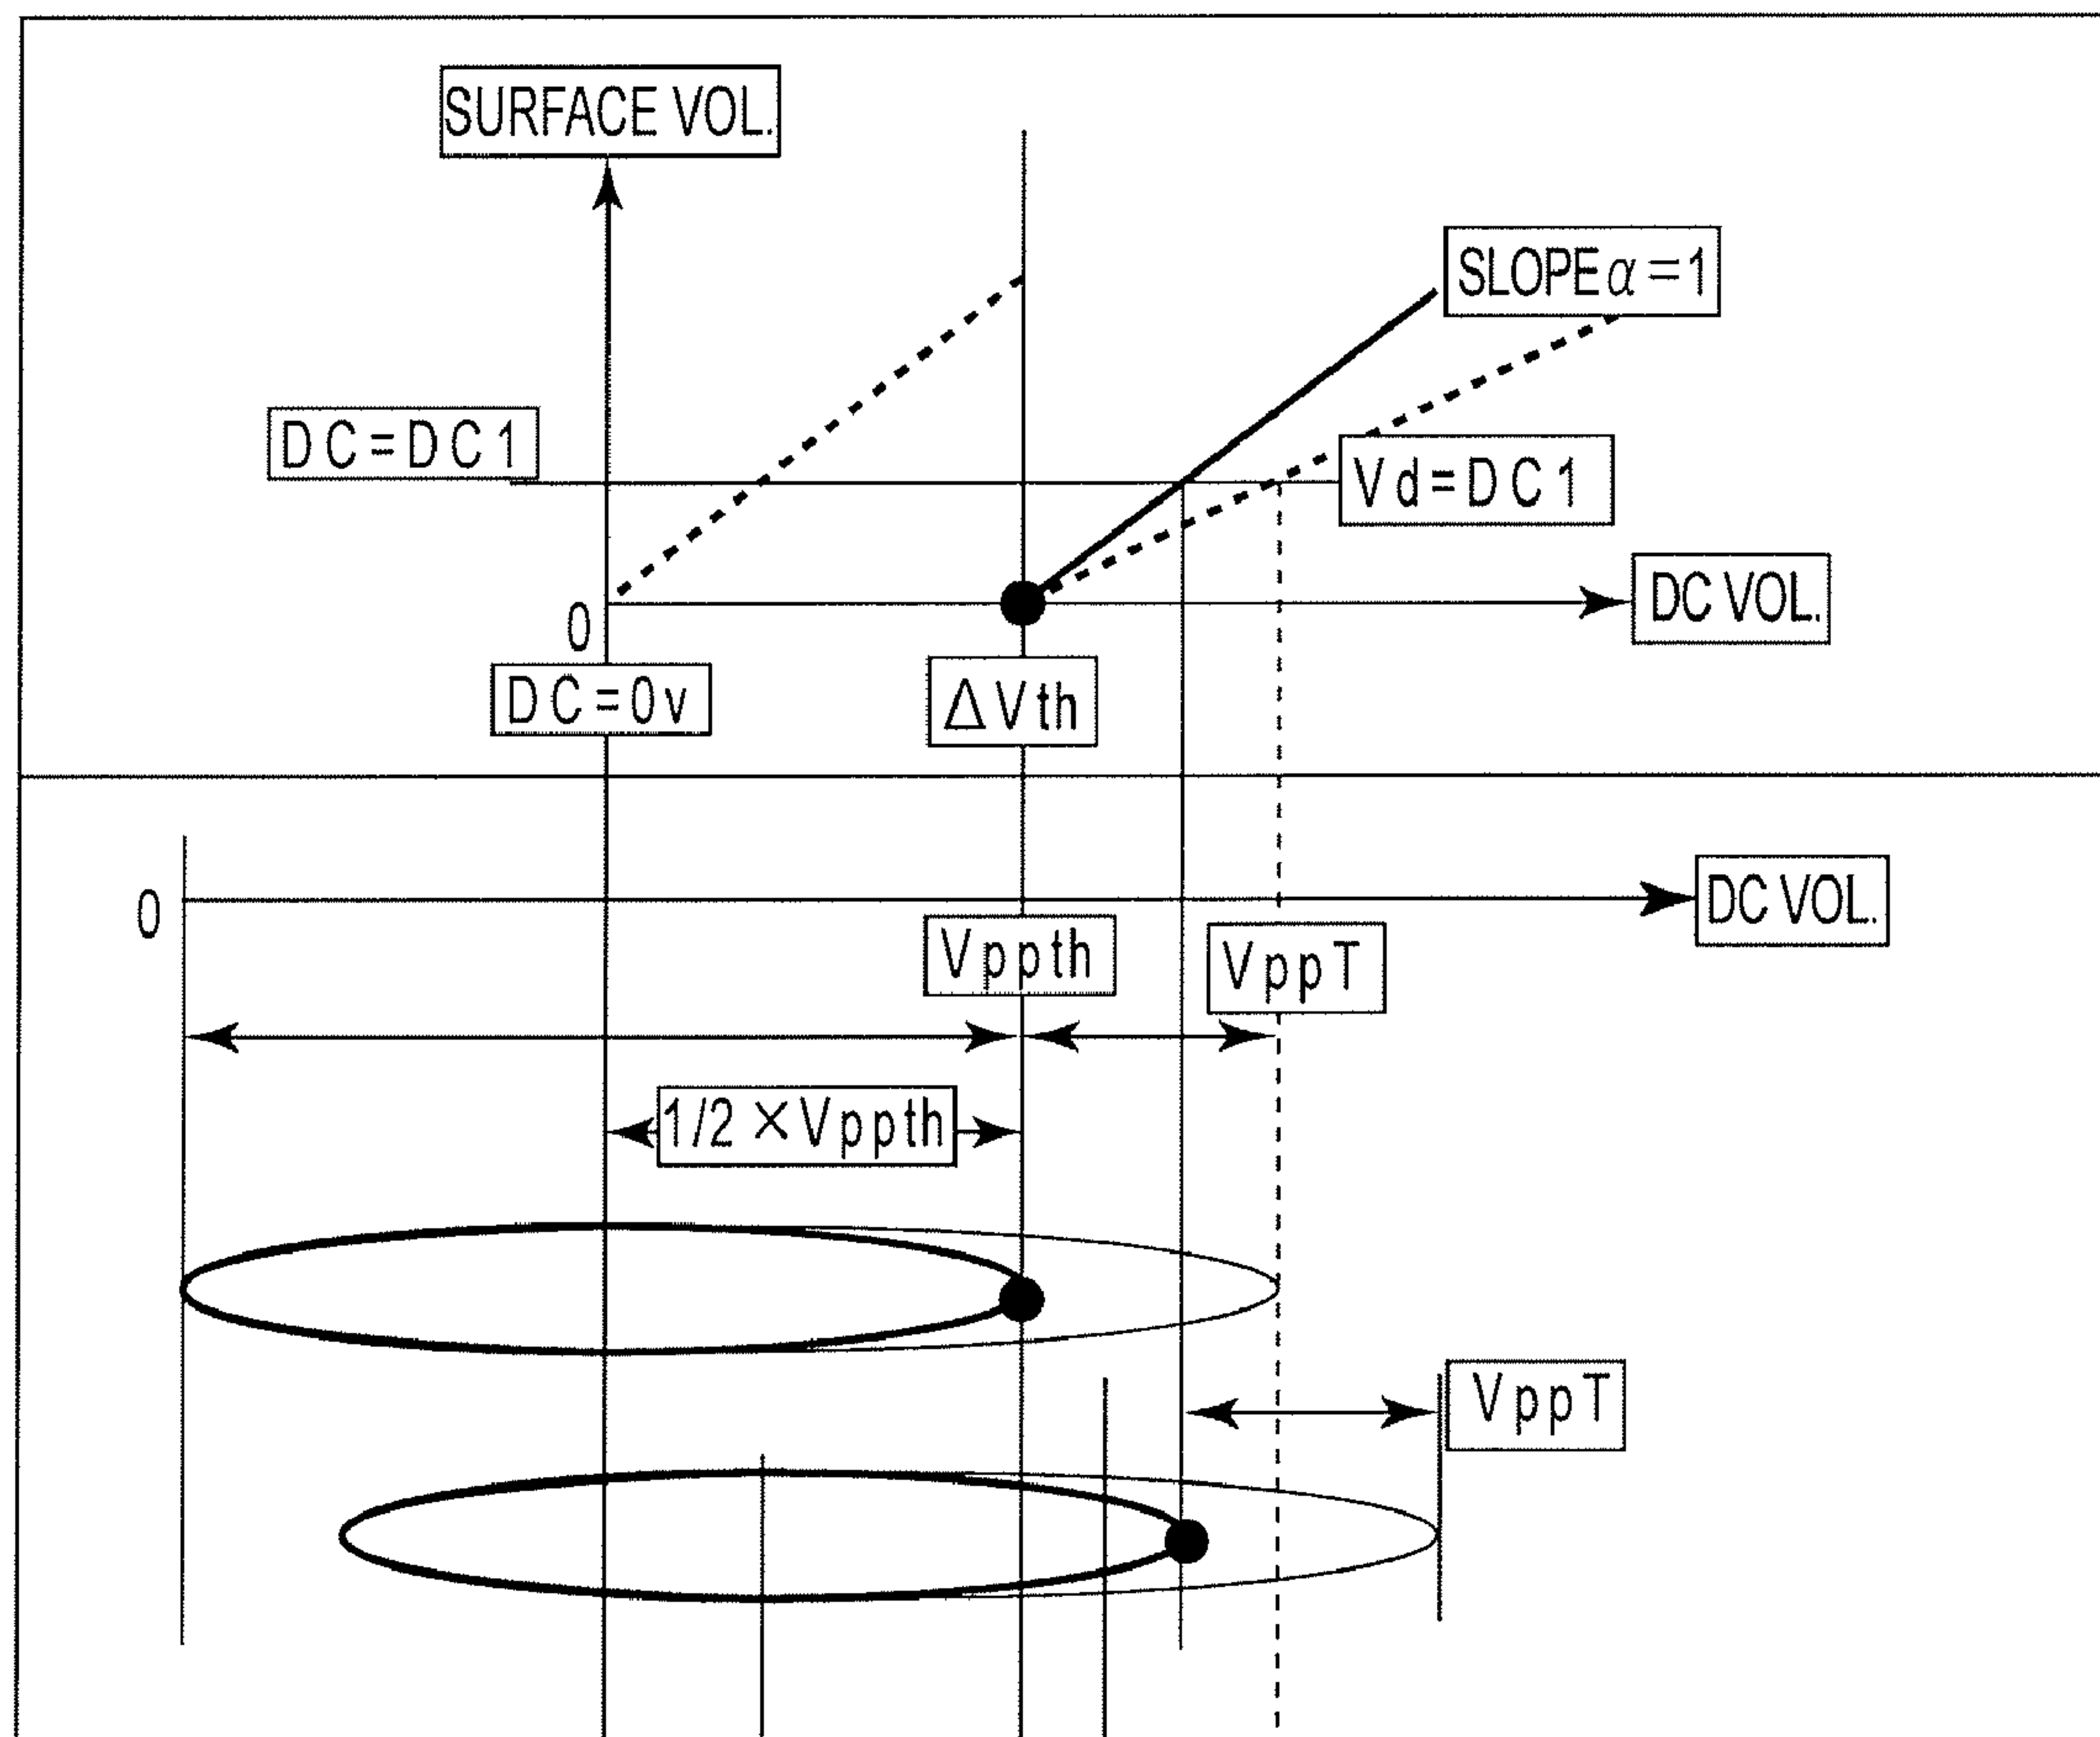 SURFACE VOL.
SLOPE α =1
DC=DC1
Vd=DC1
DC VOL.
0
DC=0v
ΔVth
DC VOL.
0
Vppth
VppT
1/2 ×Vppth
VppT